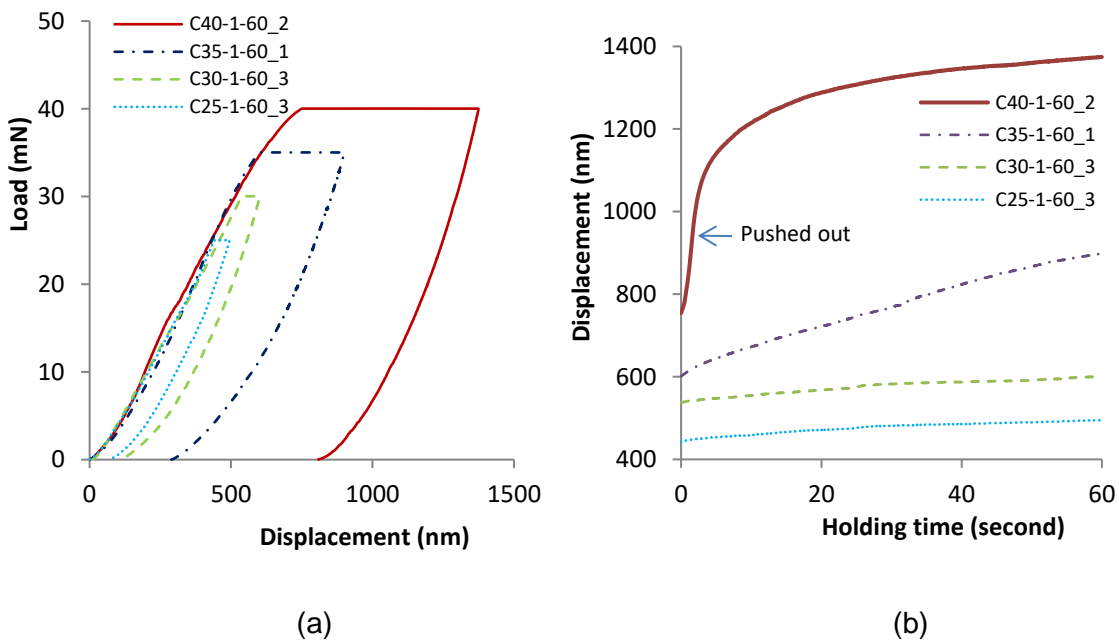 50
40
30
20
10
0
Load (mN)
C40-1-60_2
C35-1-60_1
C30-1-60_3
C25-1-60_3
0 500 1000 1500
Displacement (nm)
(a)
1400
1200
1000
800
600
400
Displacement (nm)
C40-1-60_2
C35-1-60_1
C30-1-60_3
C25-1-60_3
Pushed out
0 20 40 60
Holding time (second)
(b)